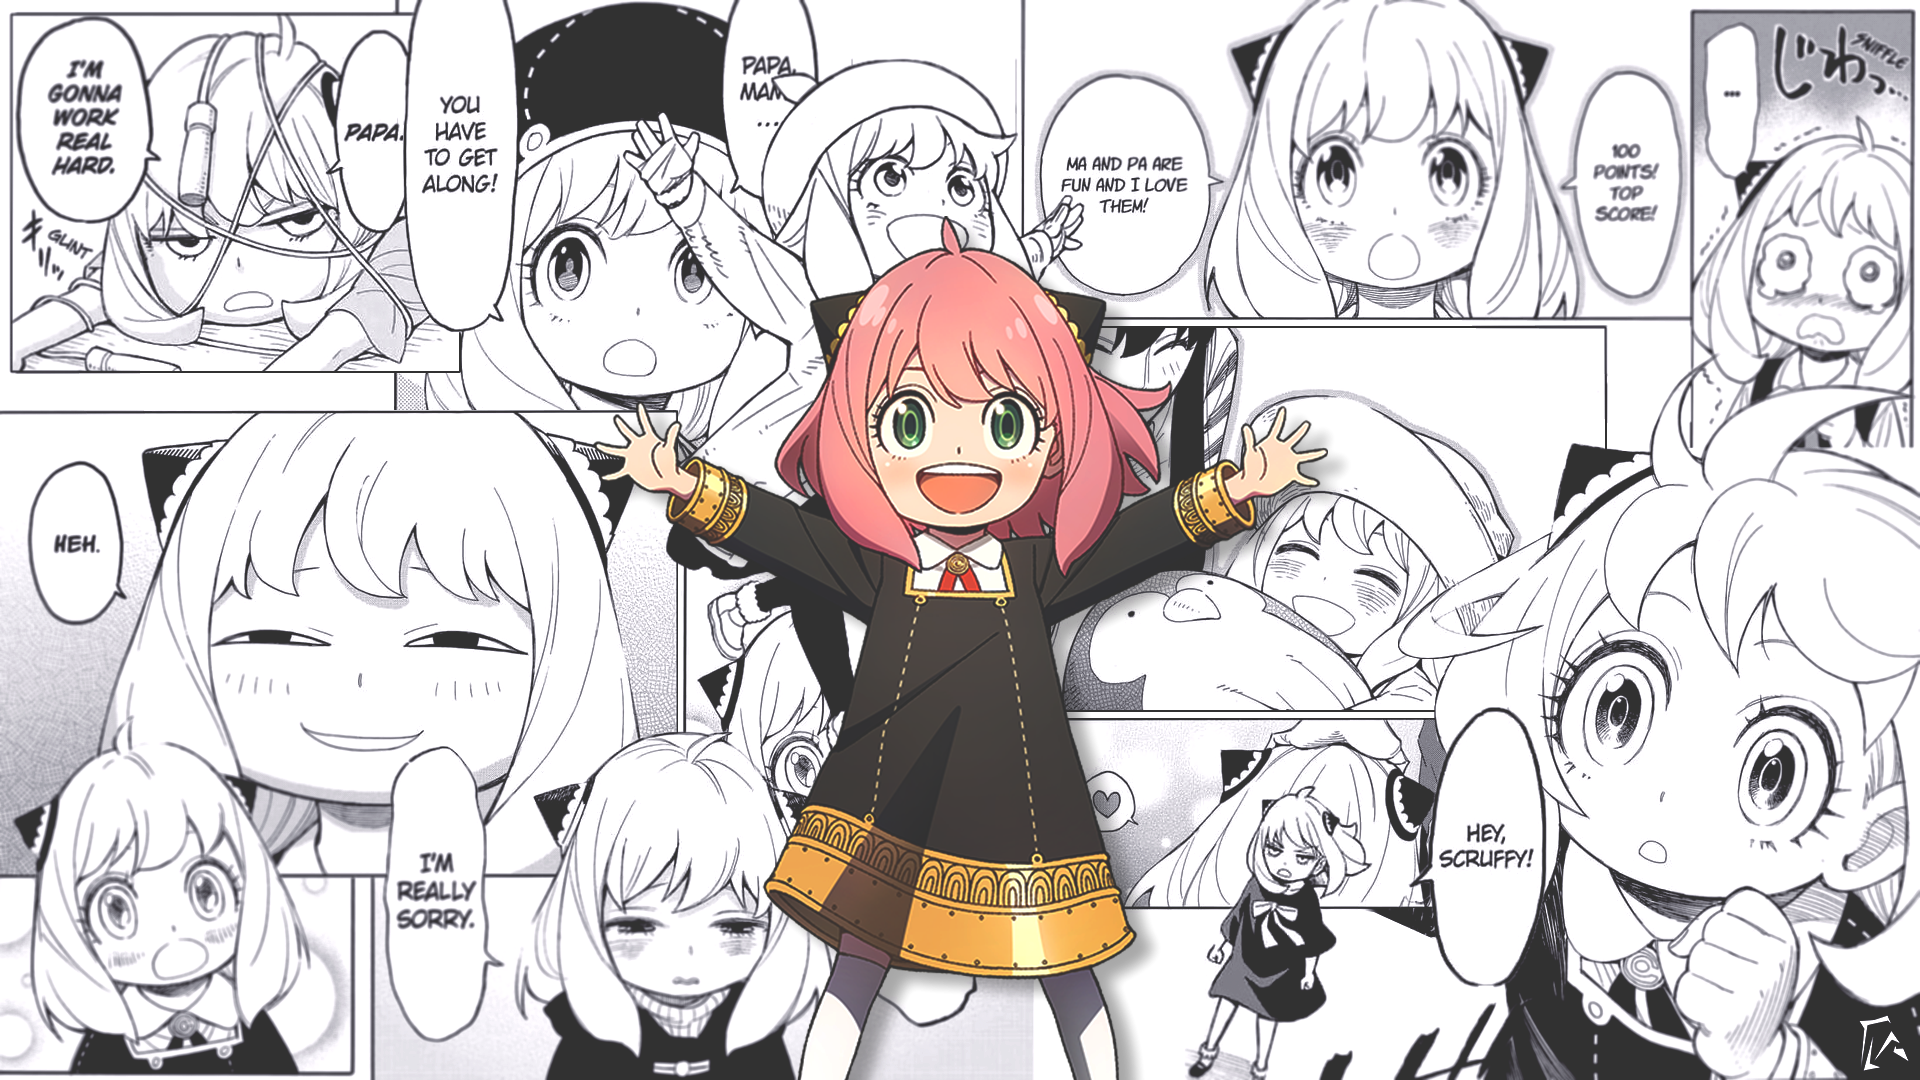 I'M
GONNA
WORK
REAL
HARD.
GLINT
PAPA.
YOU
HAVE
TO GET
ALONG!
PAPA,
MAM
...
MA AND PA ARE
FUN AND I LOVE
THEM!
100
POINTS!
TOP
SCORE!
...
じわっ...
SNIFFLE
HEH.
I'M
REALLY
SORRY.
HEY,
SCRUFFY!